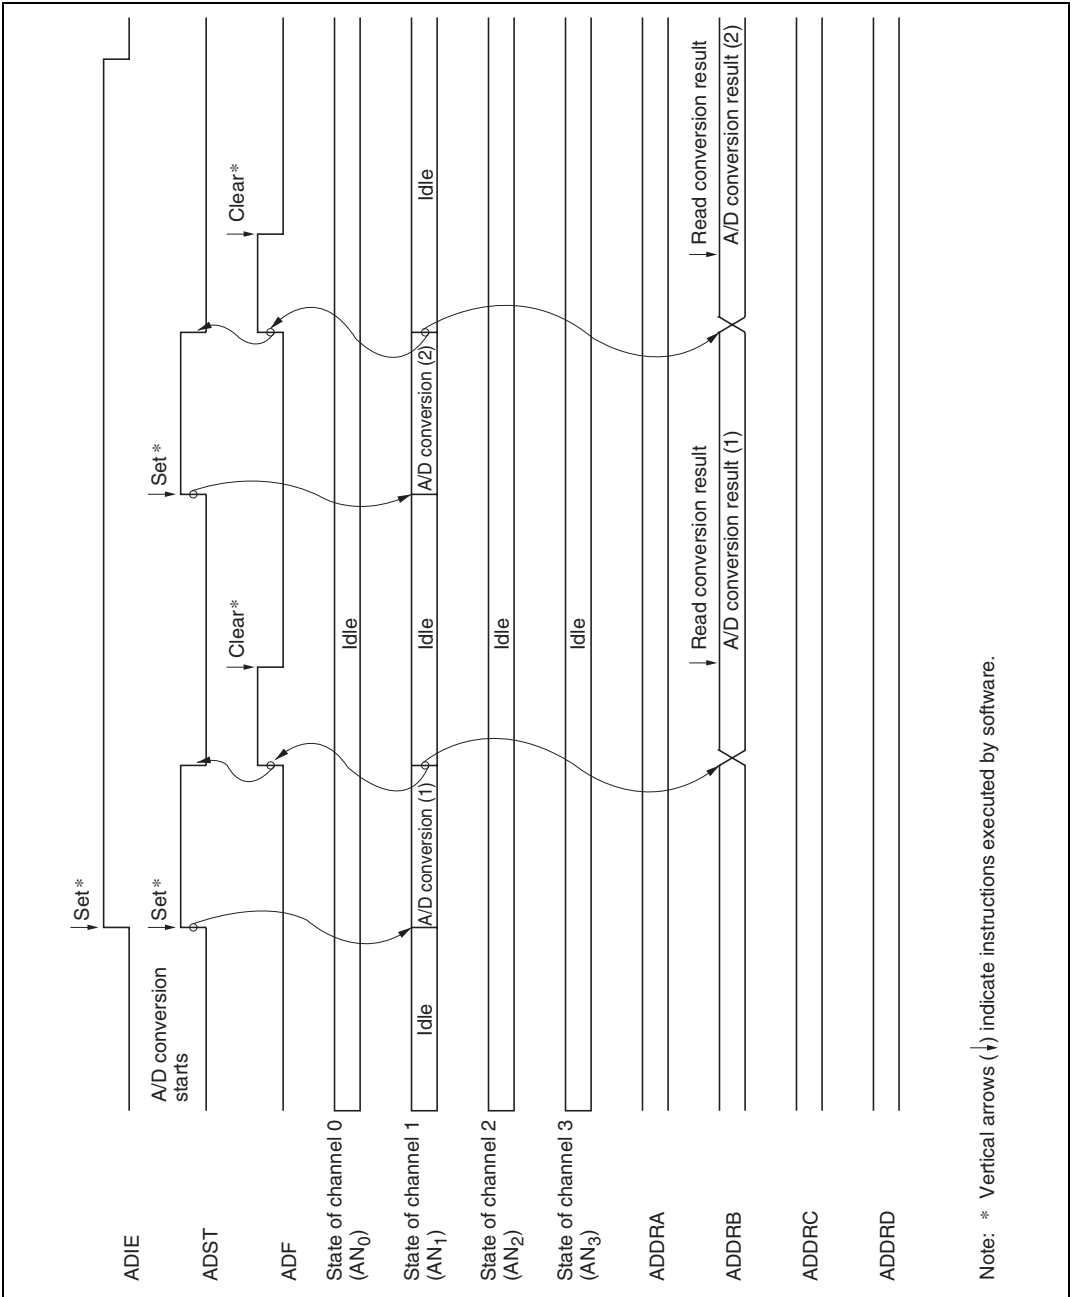 Set*
ADIE
Set*
Set*
A/D conversion
starts
ADST
Clear*
Clear*
ADF
Idle
State of channel 0
(AN0)
Idle
A/D conversion (1)
Idle
A/D conversion (2)
Idle
State of channel 1
(AN1)
Idle
State of channel 2
(AN2)
Idle
State of channel 3
(AN3)
ADDRA
Read conversion result
Read conversion result
A/D conversion result (1)
A/D conversion result (2)
ADDRB
ADDRC
ADDRD
Note: * Vertical arrows (↓) indicate instructions executed by software.